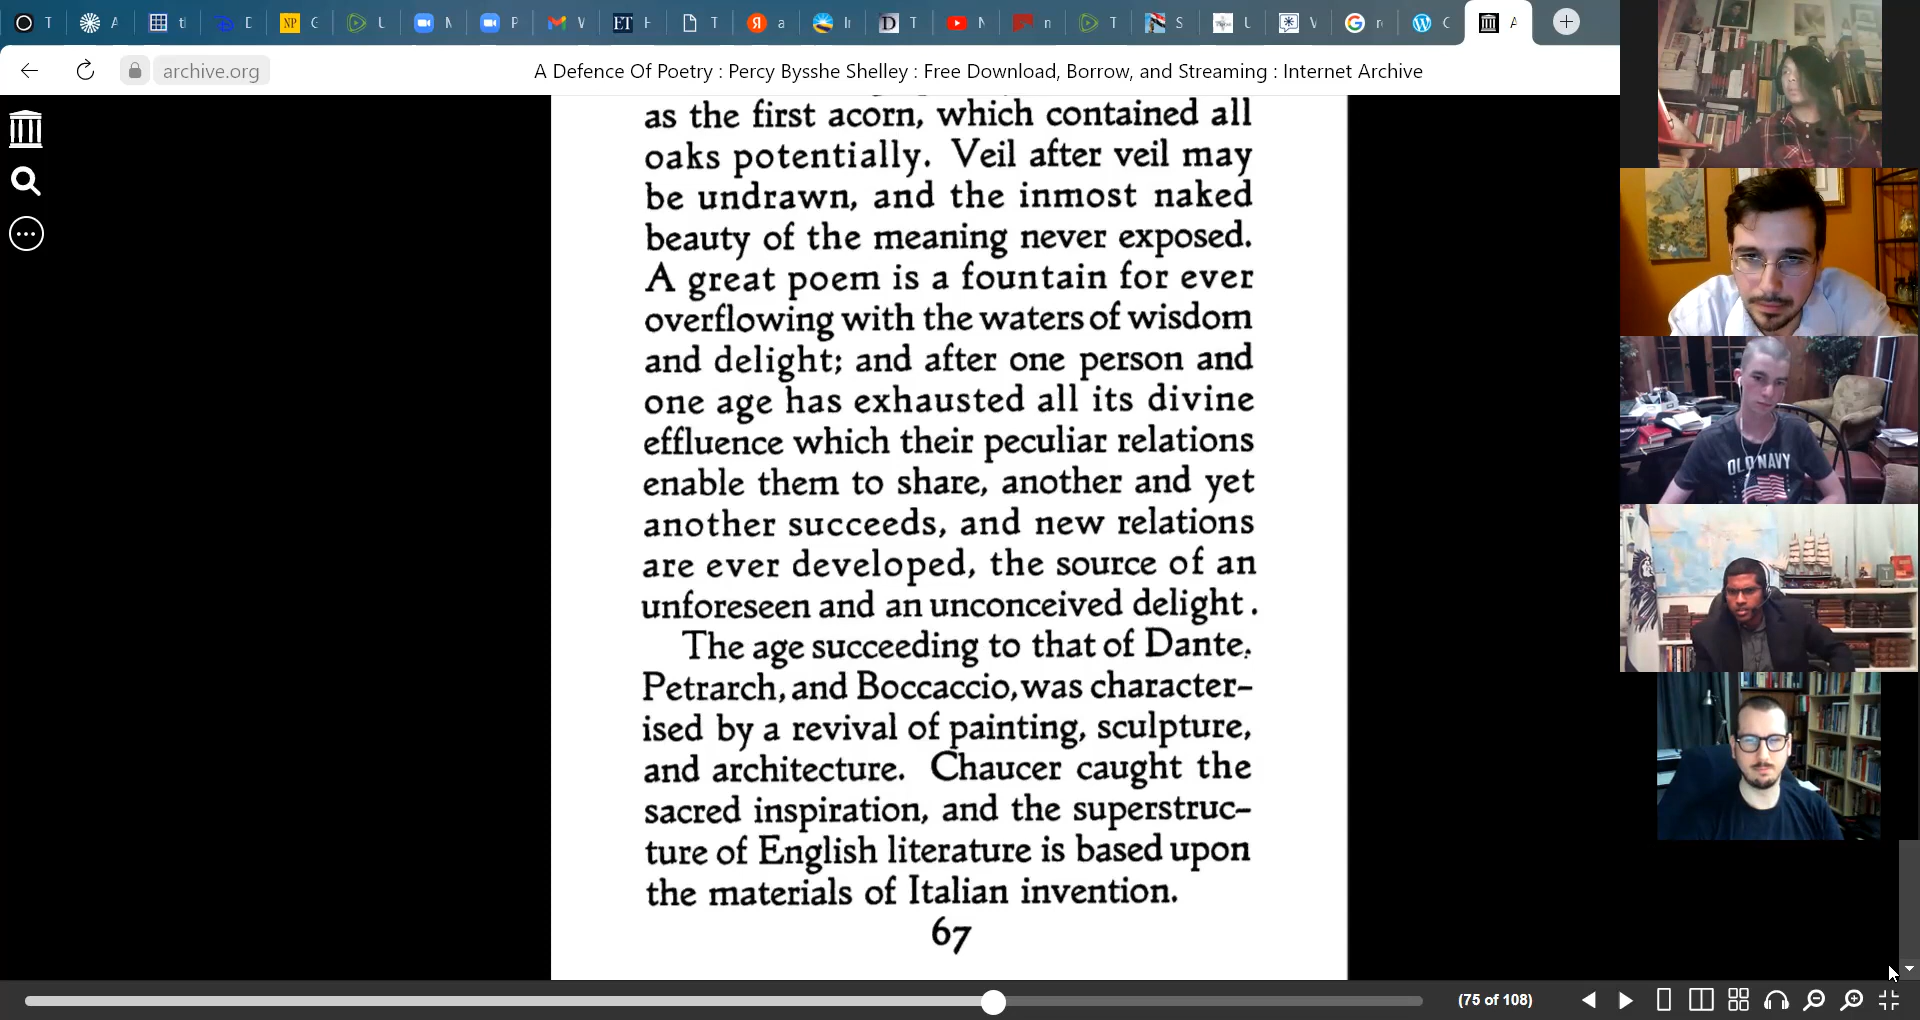 T
A
t
D
NP
C
U
M
P
V
FT
H
T
Я
a
I
D
T
N
n
T
S
U
V
G
r
C
A
archive.org
A Defence Of Poetry : Percy Bysshe Shelley : Free Download, Borrow, and Streaming : Internet Archive
as the first acorn, which contained all
oaks potentially. Veil after veil may
be undrawn, and the inmost naked
beauty of the meaning never exposed.
A great poem is a fountain for ever
overflowing with the waters of wisdom
and delight; and after one person and
one age has exhausted all its divine
effluence which their peculiar relations
enable them to share, another and yet
another succeeds, and new relations
are ever developed, the source of an
unforeseen and an unconceived delight.
The age succeeding to that of Dante,
Petrarch, and Boccaccio, was character-
ised by a revival of painting, sculpture,
and architecture. Chaucer caught the
sacred inspiration, and the superstruc-
ture of English literature is based upon
the materials of Italian invention.
67
(75 of 108)
OLD NAVY